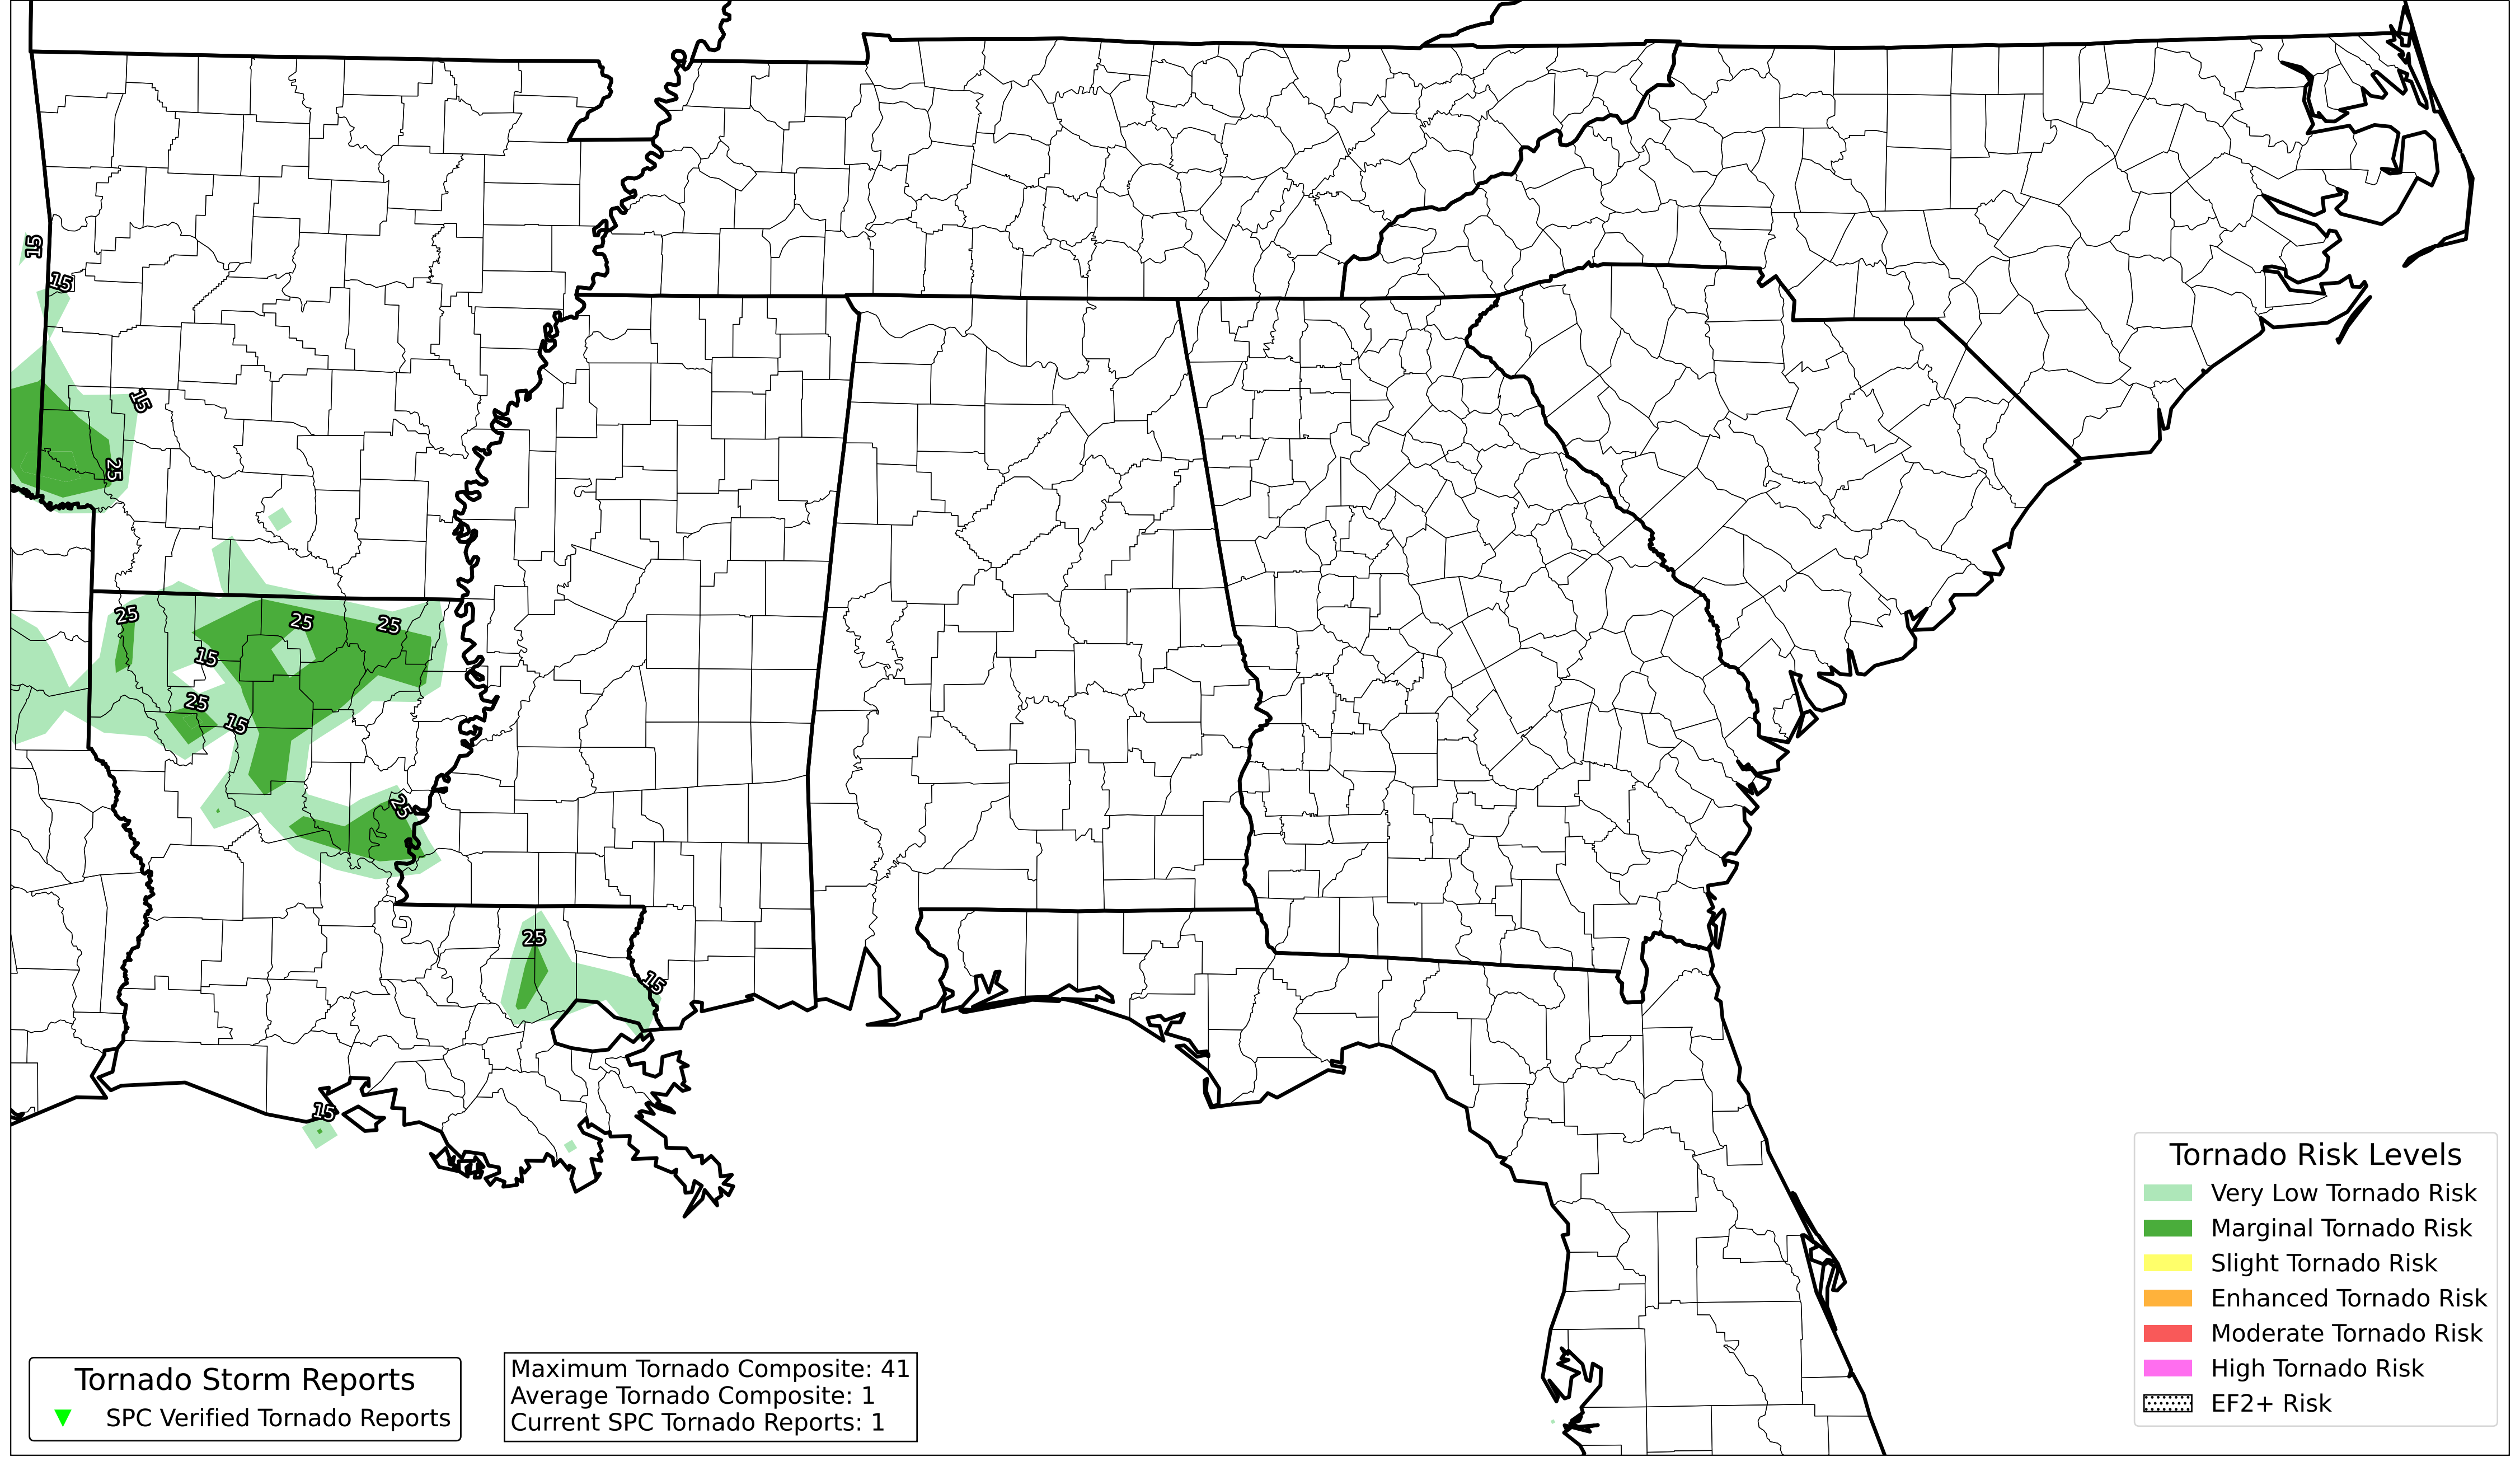 15
15
15
25
25
25
25
15
25
15
25
25
15
15
Tornado Risk Levels
Very Low Tornado Risk
Marginal Tornado Risk
Slight Tornado Risk
Enhanced Tornado Risk
Moderate Tornado Risk
High Tornado Risk
EF2+ Risk
Tornado Storm Reports
SPC Verified Tornado Reports
Maximum Tornado Composite: 41
Average Tornado Composite: 1
Current SPC Tornado Reports: 1